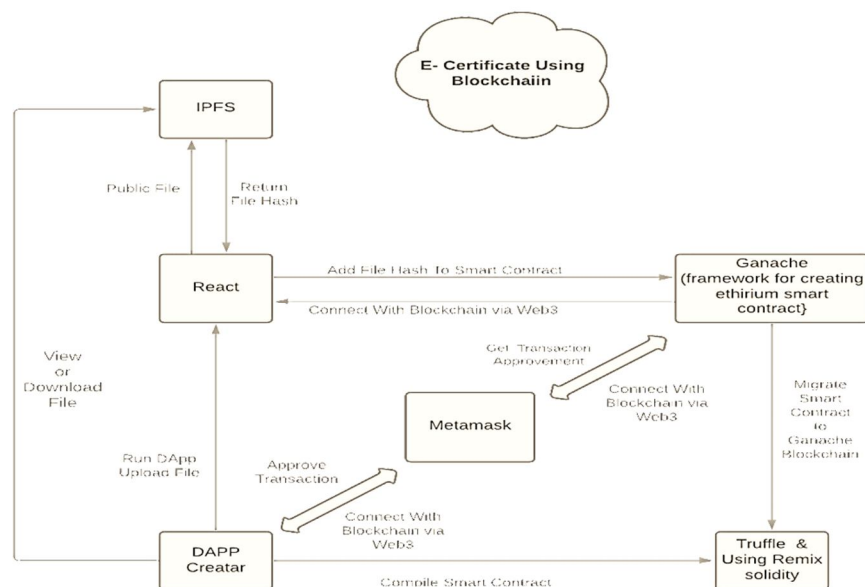 E- Certificate Using
Blockchaiin
IPFS
Public File
Return
File Hash
React
Add File Hash To Smart Contract
Connect With Blockchain via Web3
Ganache
(framework for creating
ethirium smart
contract}
Get Transaction
Approvement
Connect With
Blockchain via
Web3
Migrate
Smart
Contract
to
Ganache
Blockchain
View
or
Download
File
Metamask
Run DApp
Upload File
Approve
Transaction
Connect With
Blockchain via
Web3
DAPP
Creatar
Compile Smart Contract
Truffle &
Using Remix
solidity